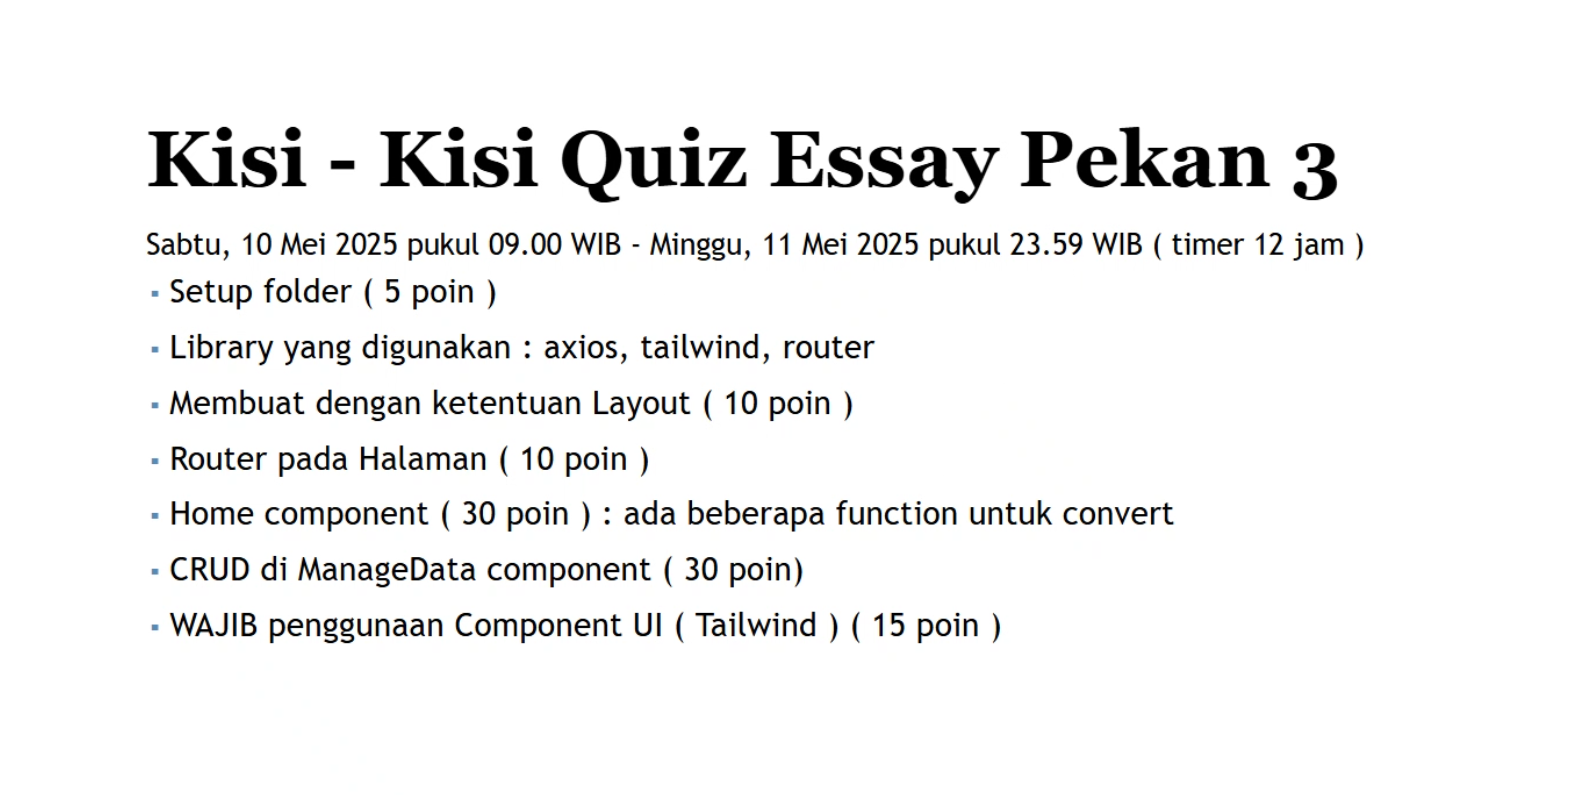 Kisi - Kisi Quiz Essay Pekan 3
Sabtu, 10 Mei 2025 pukul 09.00 WIB - Minggu, 11 Mei 2025 pukul 23.59 WIB ( timer 12 jam )
▪ Setup folder ( 5 poin )
▪ Library yang digunakan : axios, tailwind, router
▪ Membuat dengan ketentuan Layout ( 10 poin )
▪ Router pada Halaman ( 10 poin )
▪ Home component ( 30 poin ) : ada beberapa function untuk convert
▪ CRUD di ManageData component ( 30 poin)
▪ WAJIB penggunaan Component UI ( Tailwind ) ( 15 poin )